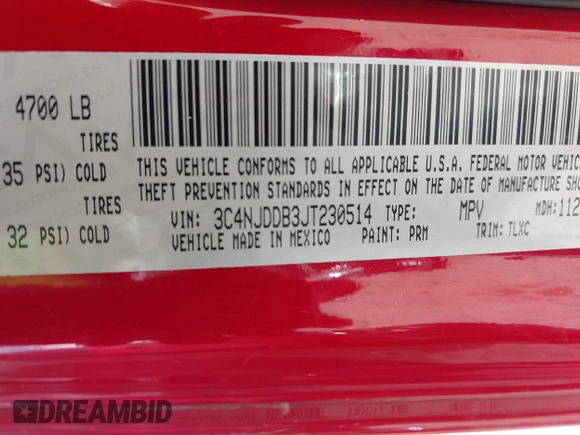 4700 LB
TIRES
35 PSI) COLD
TIRES
32 PSI) COLD
THIS VEHICLE CONFORMS TO ALL APPLICABLE U.S.A. FEDERAL MOTOR VEHIC
THEFT PREVENTION STANDARDS IN EFFECT ON THE DATE OF MANUFACTURE SHO
VIN: 3C4NJDDB3JT230514 TYPE: MPV MDH: 112
VEHICLE MADE IN MEXICO PAINT: PRM TRIM: TLXC
DREAMBID